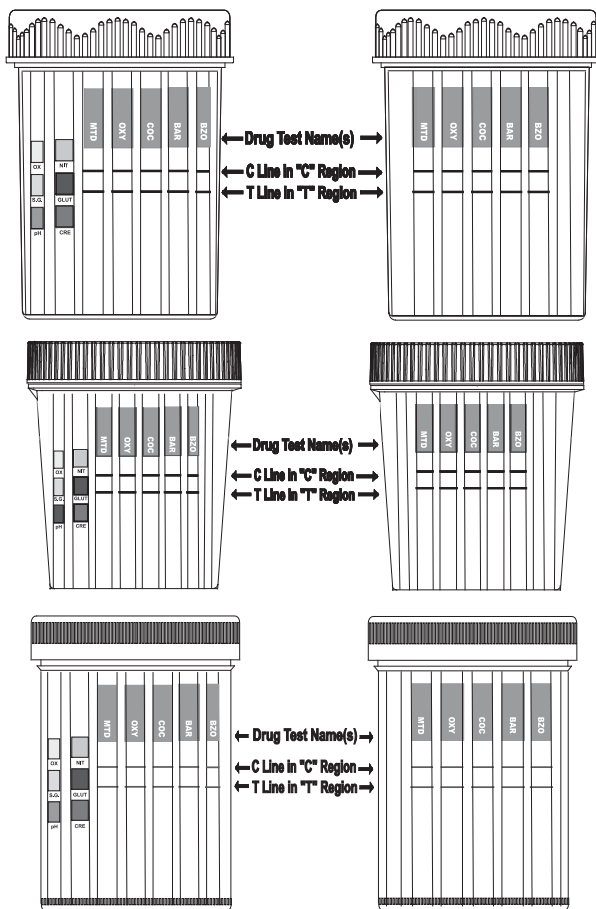 MTD OXY COC BAR BZO
OX NIT
S.G. GLUT
pH CRE
Drug Test Name(s)
C Line in "C" Region
T Line in "T" Region
MTD OXY COC BAR BZO
MTD OXY COC BAR BZO
OX NIT
S.G. GLUT
pH CRE
Drug Test Name(s)
C Line in "C" Region
T Line in "T" Region
MTD OXY COC BAR BZO
MTD OXY COC BAR BZO
OX NIT
S.G. GLUT
pH CRE
Drug Test Name(s)
C Line in "C" Region
T Line in "T" Region
MTD OXY COC BAR BZO